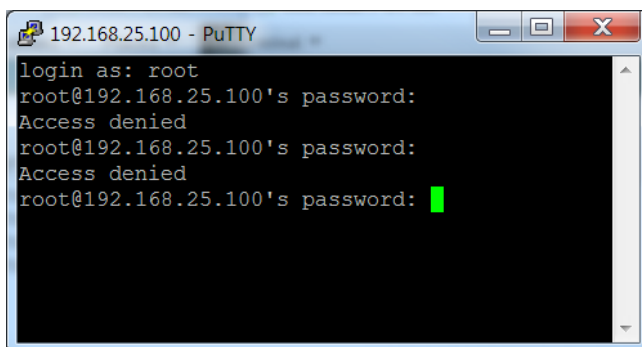 192.168.25.100 - PuTTY
login as: root
root@192.168.25.100's password:
Access denied
root@192.168.25.100's password:
Access denied
root@192.168.25.100's password: